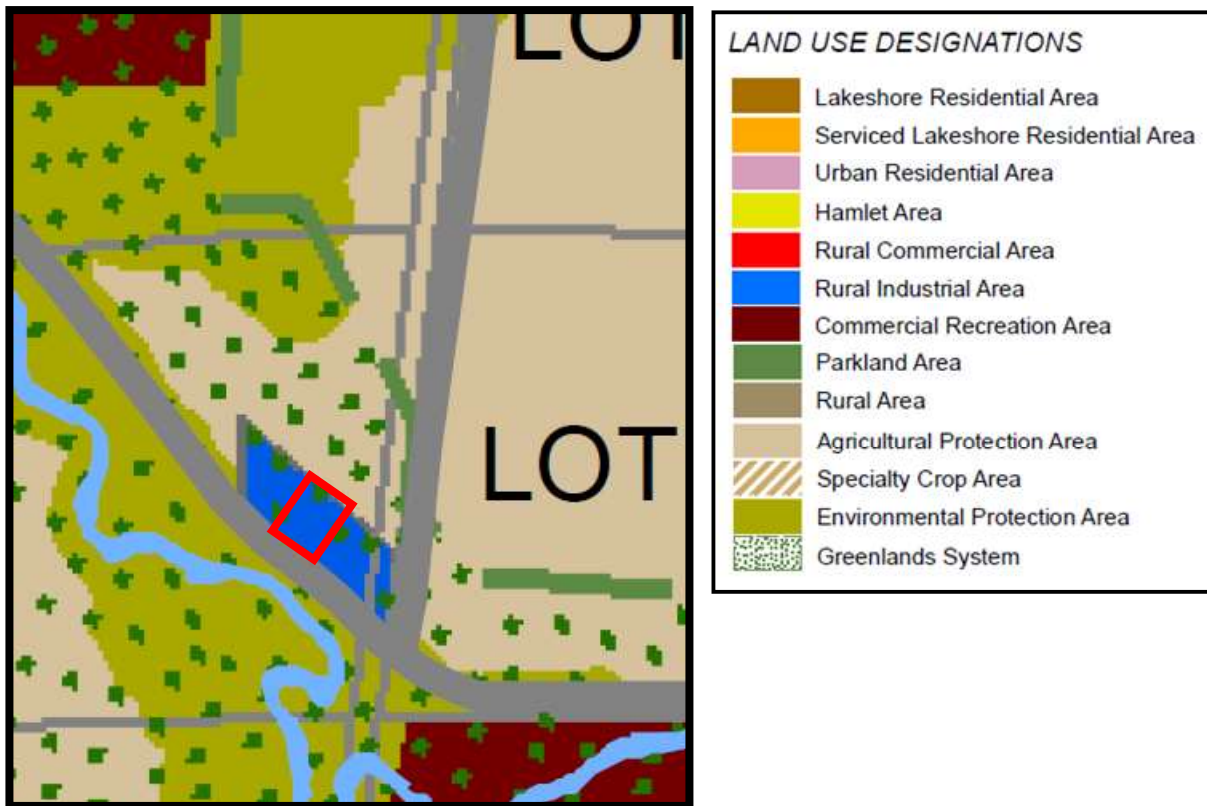 LOT
LOT
LAND USE DESIGNATIONS
Lakeshore Residential Area
Serviced Lakeshore Residential Area
Urban Residential Area
Hamlet Area
Rural Commercial Area
Rural Industrial Area
Commercial Recreation Area
Parkland Area
Rural Area
Agricultural Protection Area
Specialty Crop Area
Environmental Protection Area
Greenlands System